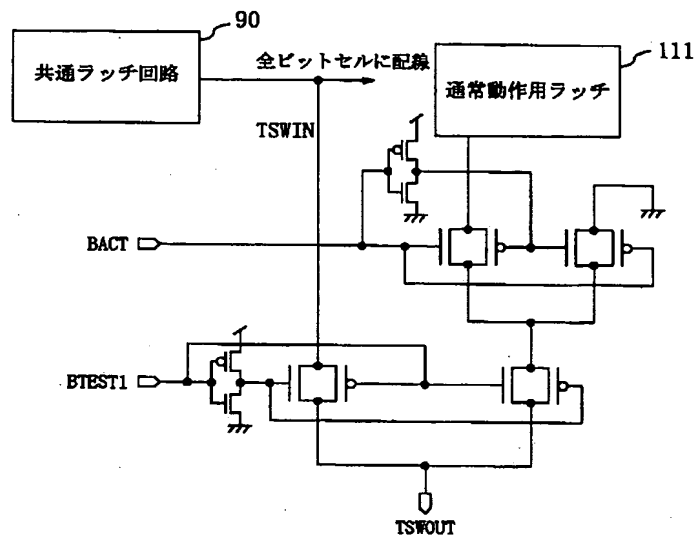 90
共通ラッチ回路
全ビットセルに配線
111
通常動作用ラッチ
TSWIN
BACT
BTEST1
TSWOUT